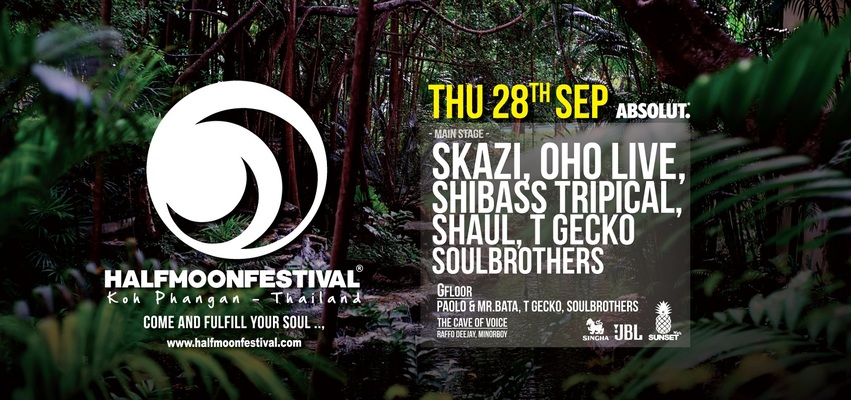 HALFMOONFESTIVAL®
Koh Phangan - Thailand
COME AND FULFILL YOUR SOUL ..,
www.halfmoonfestival.com
THU 28TH SEP ABSOLUT.
- MAIN STAGE -
SKAZI, OHO LIVE,
SHIBASS TRIPICAL,
SHAUL, T GECKO
SOULBROTHERS
GFLOOR
PAOLO & MR.BATA, T GECKO, SOULBROTHERS
THE CAVE OF VOICE
RAFFO DEEJAY, MINORBOY
SINGHA JBL SUNSET